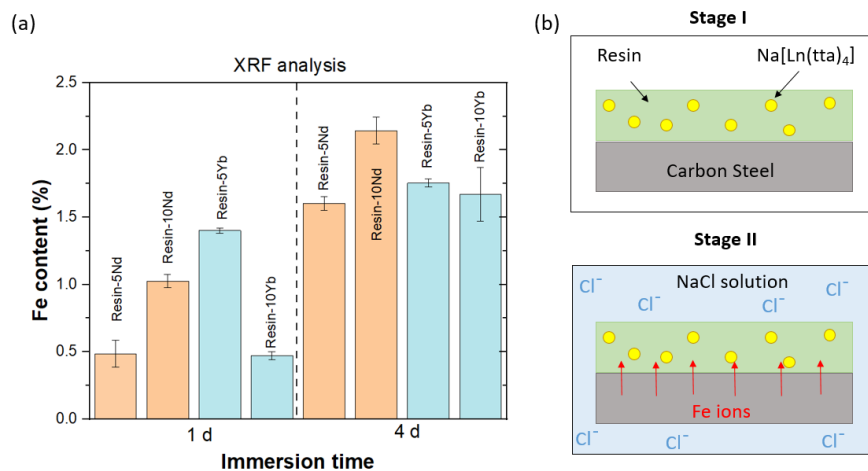 (a)
XRF analysis
Fe content (%)
2.5
2.0
1.5
1.0
0.5
0.0
Resin-5Nd
Resin-10Nd
Resin-5Yb
Resin-10Yb
Resin-5Nd
Resin-10Nd
Resin-5Yb
Resin-10Yb
1 d
4 d
Immersion time
(b)
Stage I
Resin
Na[Ln(tta)₄]
Carbon Steel
Stage II
Cl⁻
NaCl solution
Cl⁻
Cl⁻
Cl⁻
Fe ions
Cl⁻
Cl⁻
Cl⁻